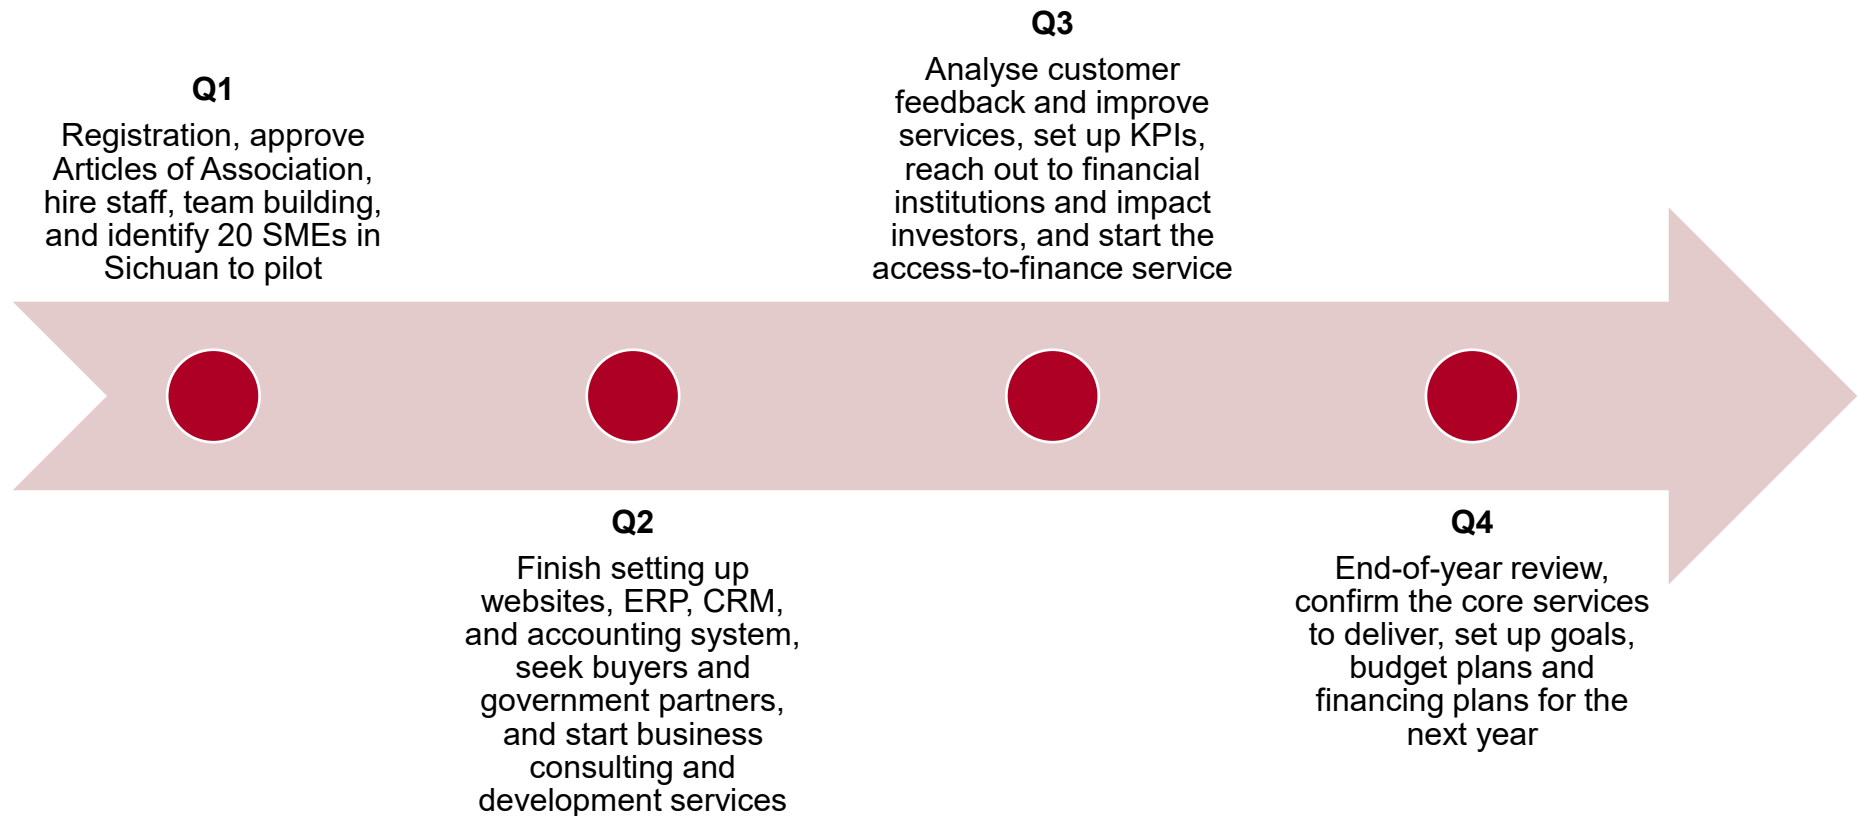 Q1
Registration, approve
Articles of Association,
hire staff, team building,
and identify 20 SMEs in
Sichuan to pilot
Q2
Finish setting up
websites, ERP, CRM,
and accounting system,
seek buyers and
government partners,
and start business
consulting and
development services
Q3
Analyse customer
feedback and improve
services, set up KPIs,
reach out to financial
institutions and impact
investors, and start the
access-to-finance service
Q4
End-of-year review,
confirm the core services
to deliver, set up goals,
budget plans and
financing plans for the
next year